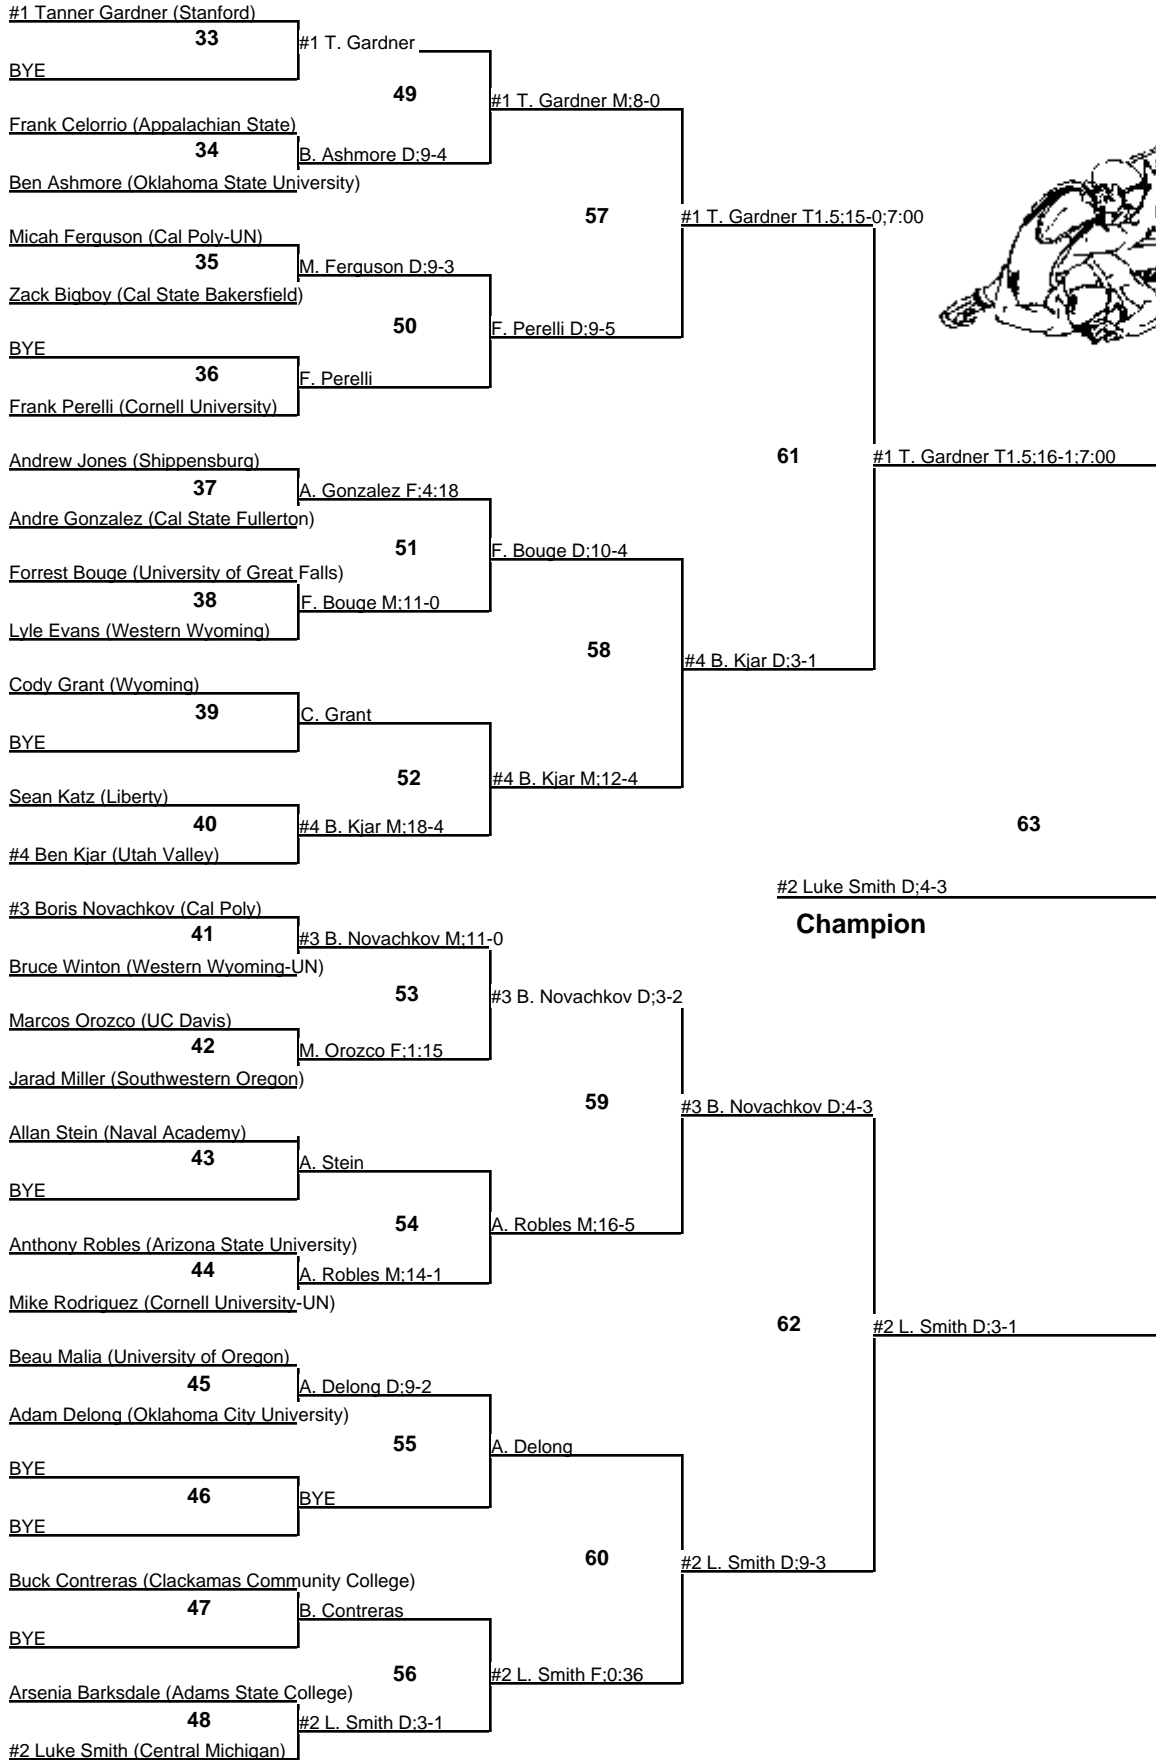 #1 Tanner Gardner (Stanford)
33
#1 T. Gardner
BYE
49
#1 T. Gardner M;8-0
Frank Celorrio (Appalachian State)
34
B. Ashmore D;9-4
Ben Ashmore (Oklahoma State University)
57
#1 T. Gardner T1.5;15-0;7:00
Micah Ferguson (Cal Poly-UN)
35
M. Ferguson D;9-3
Zack Bigboy (Cal State Bakersfield)
50
F. Perelli D;9-5
BYE
36
F. Perelli
Frank Perelli (Cornell University)
61
#1 T. Gardner T1.5;16-1;7:00
Andrew Jones (Shippensburg)
37
A. Gonzalez F;4:18
Andre Gonzalez (Cal State Fullerton)
51
F. Bouge D;10-4
Forrest Bouge (University of Great Falls)
38
F. Bouge M;11-0
Lyle Evans (Western Wyoming)
58
#4 B. Kjar D;3-1
Cody Grant (Wyoming)
39
C. Grant
BYE
52
#4 B. Kjar M;12-4
Sean Katz (Liberty)
40
#4 B. Kjar M;18-4
#4 Ben Kjar (Utah Valley)
63
#2 Luke Smith D;4-3
Champion
#3 Boris Novachkov (Cal Poly)
41
#3 B. Novachkov M;11-0
Bruce Winton (Western Wyoming-UN)
53
#3 B. Novachkov D;3-2
Marcos Orozco (UC Davis)
42
M. Orozco F;1:15
Jarad Miller (Southwestern Oregon)
59
#3 B. Novachkov D;4-3
Allan Stein (Naval Academy)
43
A. Stein
BYE
54
A. Robles M;16-5
Anthony Robles (Arizona State University)
44
A. Robles M;14-1
Mike Rodriguez (Cornell University-UN)
62
#2 L. Smith D;3-1
Beau Malia (University of Oregon)
45
A. Delong D;9-2
Adam Delong (Oklahoma City University)
55
A. Delong
BYE
46
BYE
BYE
60
#2 L. Smith D;9-3
Buck Contreras (Clackamas Community College)
47
B. Contreras
BYE
56
#2 L. Smith F;0:36
Arsenia Barksdale (Adams State College)
48
#2 L. Smith D;3-1
#2 Luke Smith (Central Michigan)